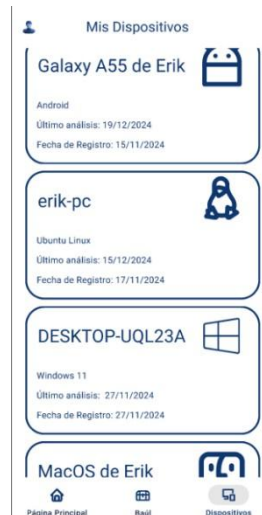 Mis Dispositivos
Galaxy A55 de Erik
Android
Último análisis: 19/12/2024
Fecha de Registro: 15/11/2024
erik-pc
Ubuntu Linux
Último análisis: 15/12/2024
Fecha de Registro: 17/11/2024
DESKTOP-UQL23A
Windows 11
Último análisis: 27/11/2024
Fecha de Registro: 27/11/2024
MacOS de Erik
Página Principal
Baúl
Dispositivos